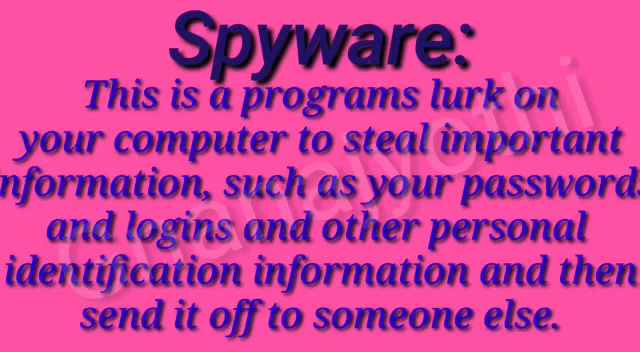 Spyware:
This is a programs lurk on
your computer to steal important
nformation, such as your password
and logins and other personal
identification information and then
send it off to someone else.
Chanajyothi